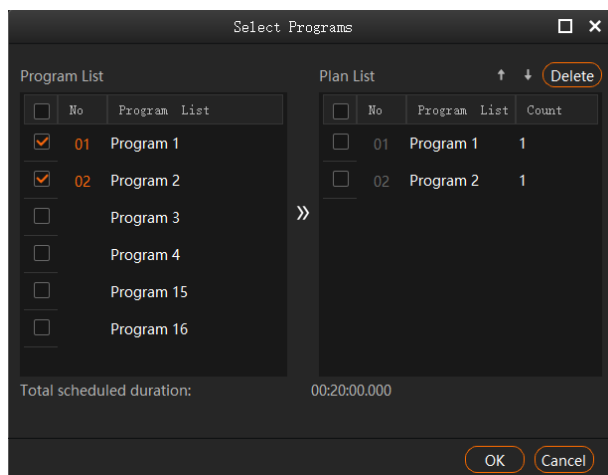 Select Programs
Program List
Plan List
Delete
No Program List
No Program List Count
01 Program 1
01 Program 1 1
02 Program 2
02 Program 2 1
Program 3
Program 4
Program 15
Program 16
Total scheduled duration: 00:20:00.000
OK
Cancel